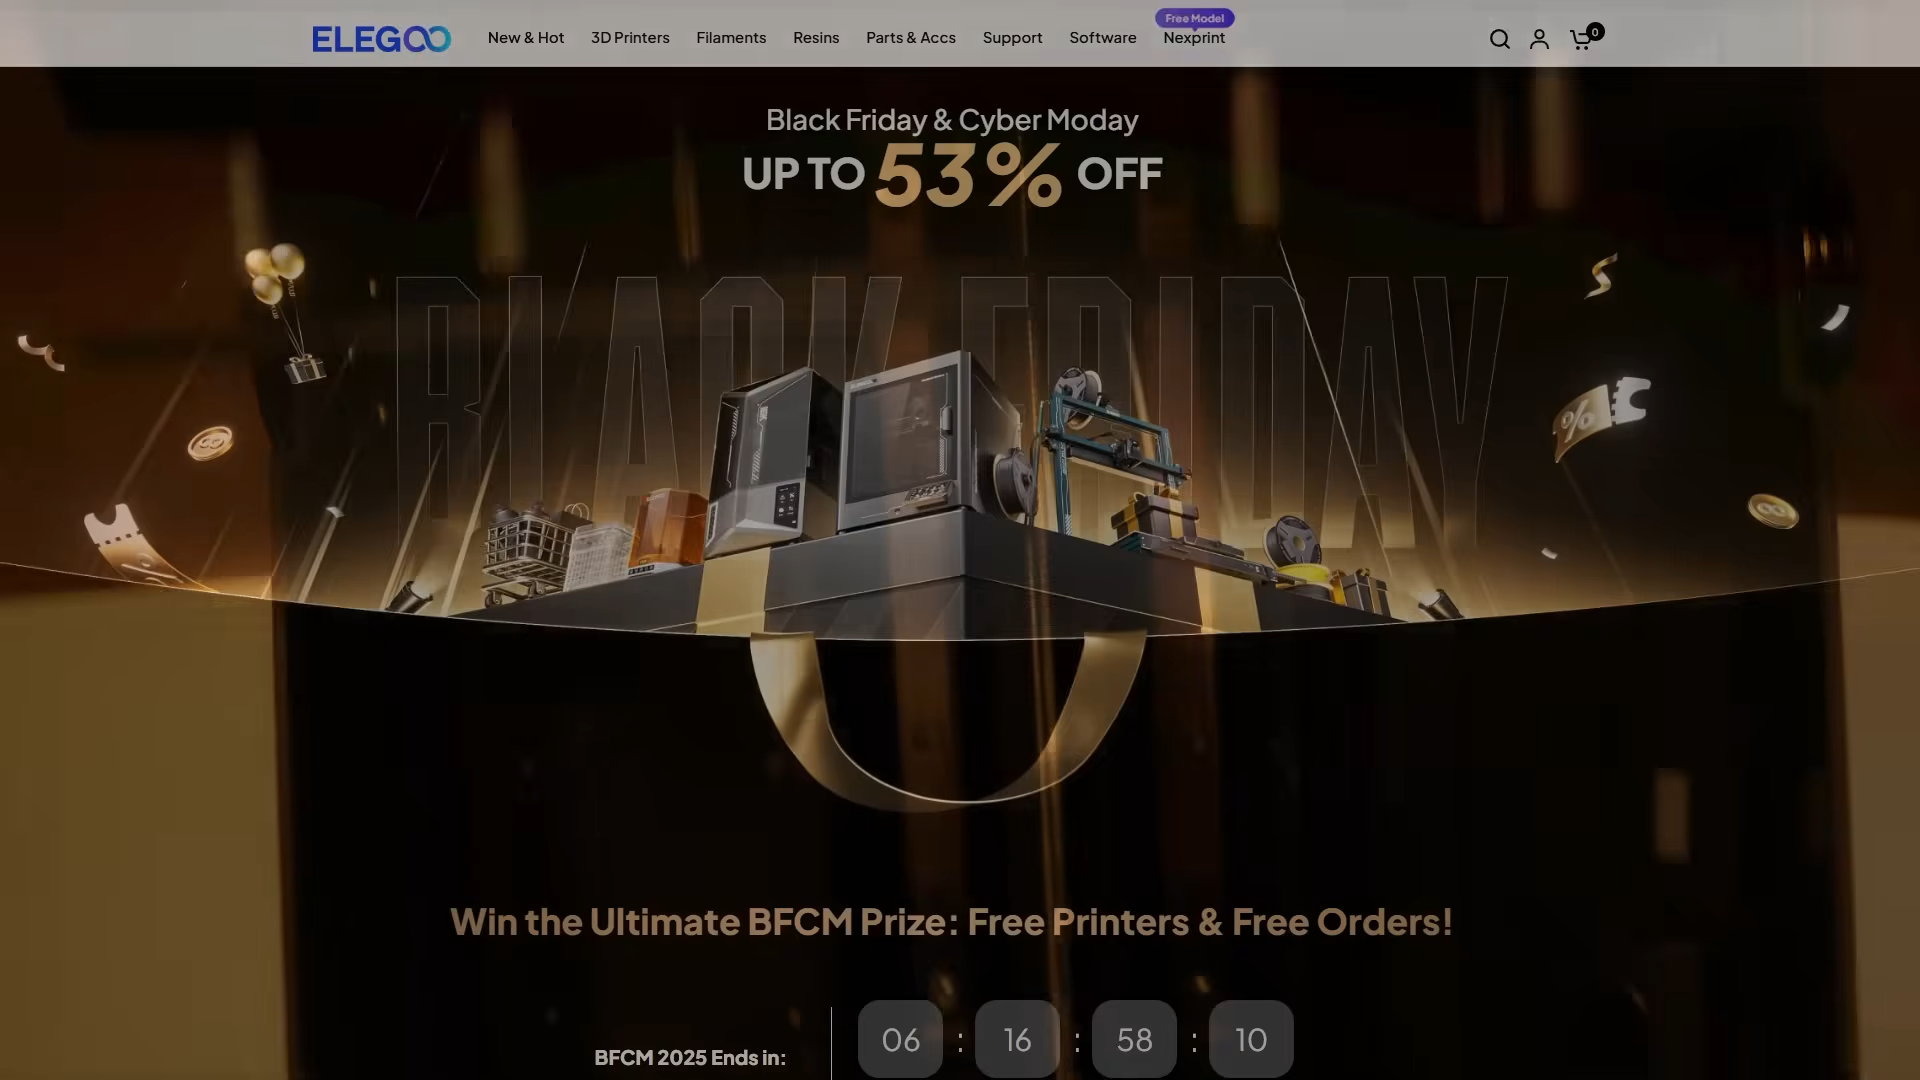 ELEGOO
New & Hot
3D Printers
Filaments
Resins
Parts & Accs
Support
Software
Free Model
Nexprint
0
Black Friday & Cyber Moday
UP TO 53% OFF
BLACK FRIDAY
%
Win the Ultimate BFCM Prize: Free Printers & Free Orders!
BFCM 2025 Ends in:
06 : 16 : 58 : 10